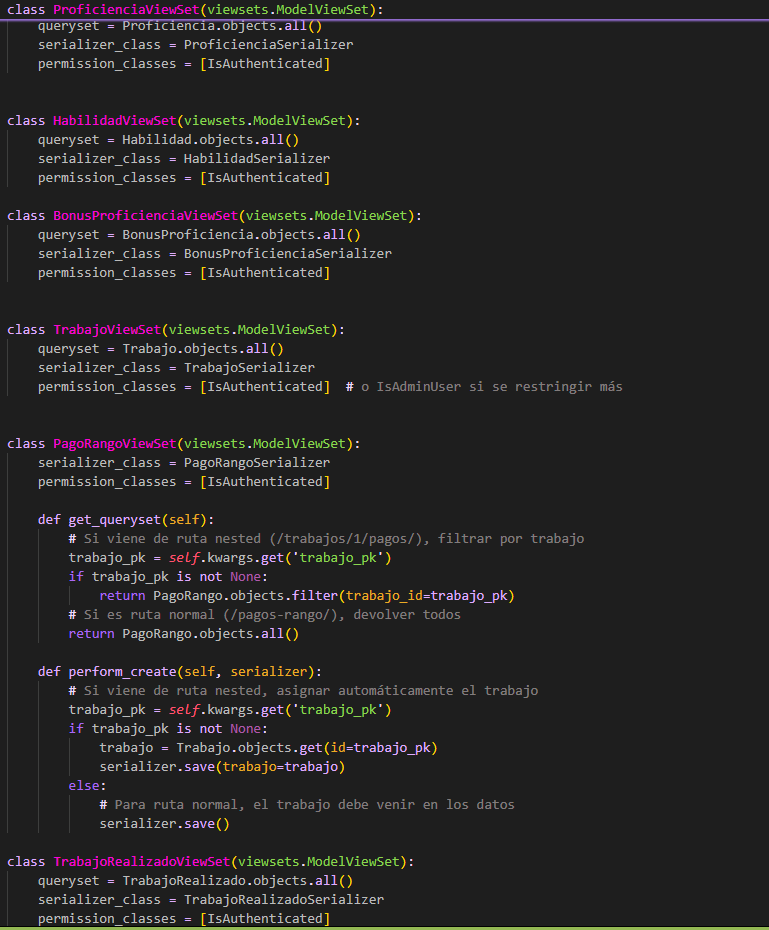 class ProficienciaViewSet(viewsets.ModelViewSet):
    queryset = Proficiencia.objects.all()
    serializer_class = ProficienciaSerializer
    permission_classes = [IsAuthenticated]
class HabilidadViewSet(viewsets.ModelViewSet):
    queryset = Habilidad.objects.all()
    serializer_class = HabilidadSerializer
    permission_classes = [IsAuthenticated]
class BonusProficienciaViewSet(viewsets.ModelViewSet):
    queryset = BonusProficiencia.objects.all()
    serializer_class = BonusProficienciaSerializer
    permission_classes = [IsAuthenticated]
class TrabajoViewSet(viewsets.ModelViewSet):
    queryset = Trabajo.objects.all()
    serializer_class = TrabajoSerializer
    permission_classes = [IsAuthenticated]  # o IsAdminUser si se restringir más
class PagoRangoViewSet(viewsets.ModelViewSet):
    serializer_class = PagoRangoSerializer
    permission_classes = [IsAuthenticated]
    def get_queryset(self):
        # Si viene de ruta nested (/trabajos/1/pagos/), filtrar por trabajo
        trabajo_pk = self.kwargs.get('trabajo_pk')
        if trabajo_pk is not None:
            return PagoRango.objects.filter(trabajo_id=trabajo_pk)
        # Si es ruta normal (/pagos-rango/), devolver todos
        return PagoRango.objects.all()
    def perform_create(self, serializer):
        # Si viene de ruta nested, asignar automáticamente el trabajo
        trabajo_pk = self.kwargs.get('trabajo_pk')
        if trabajo_pk is not None:
            trabajo = Trabajo.objects.get(id=trabajo_pk)
            serializer.save(trabajo=trabajo)
        else:
            # Para ruta normal, el trabajo debe venir en los datos
            serializer.save()
class TrabajoRealizadoViewSet(viewsets.ModelViewSet):
    queryset = TrabajoRealizado.objects.all()
    serializer_class = TrabajoRealizadoSerializer
    permission_classes = [IsAuthenticated]